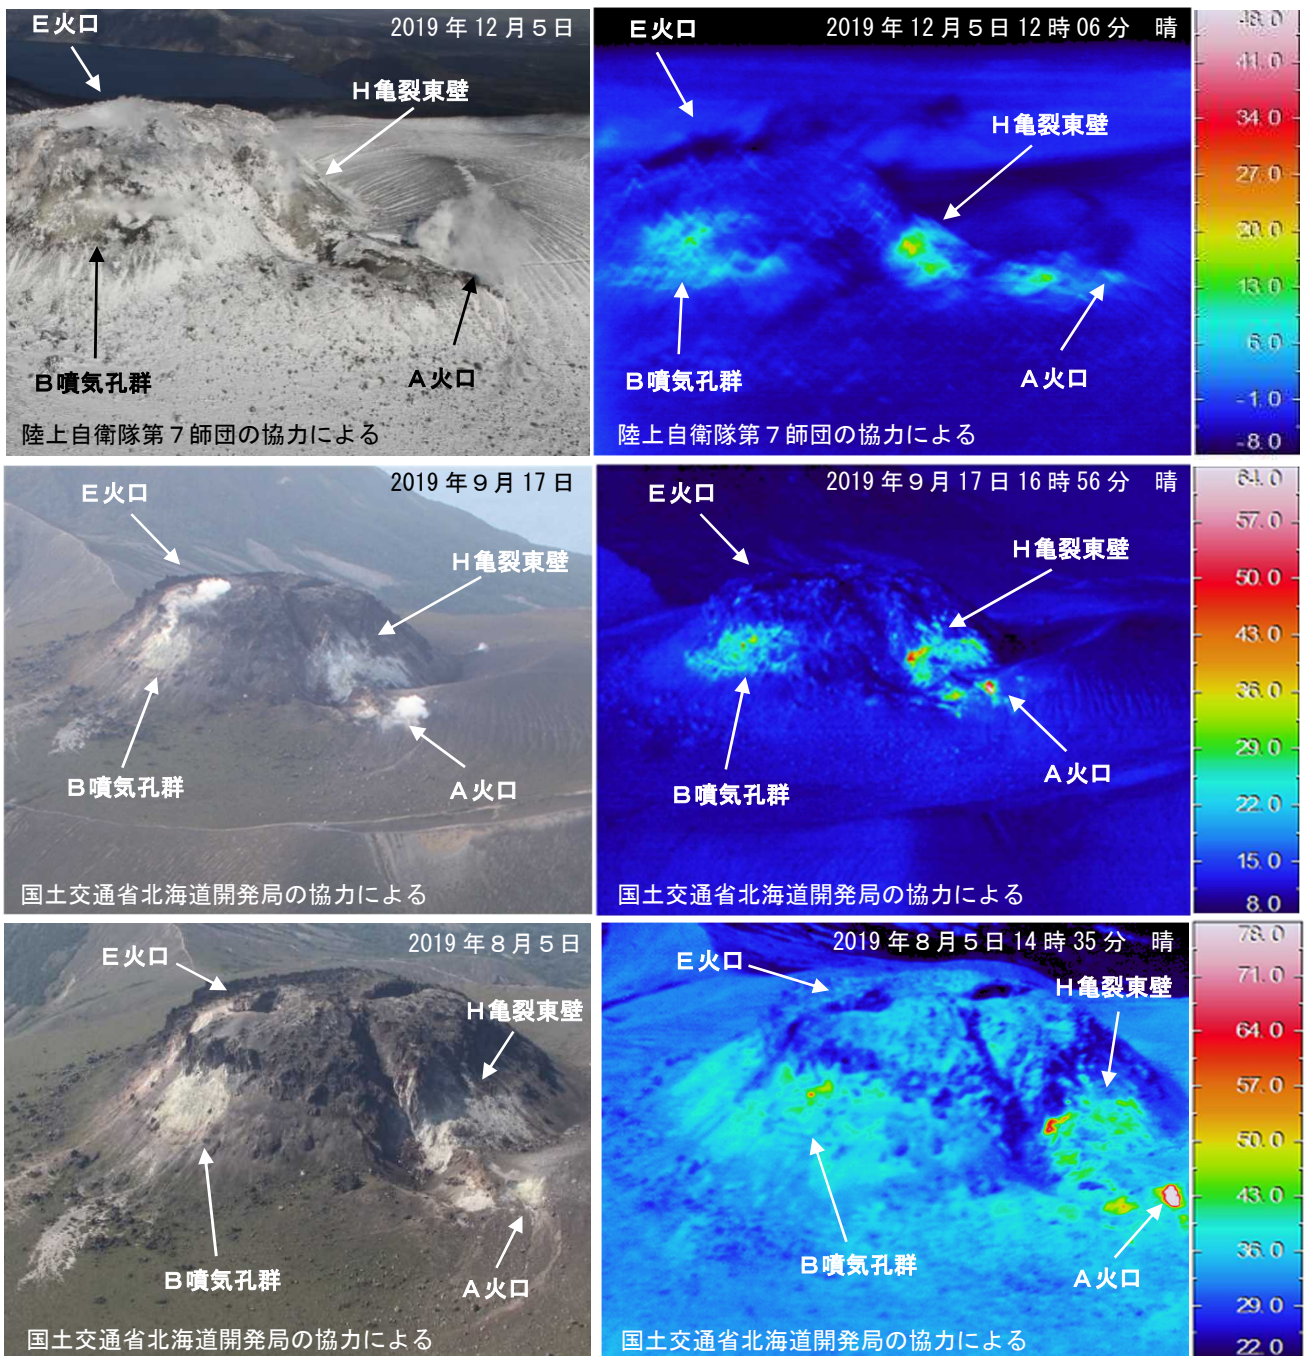 2019年12月５日
Ｅ火口
Ｈ亀裂東壁
Ｂ噴気孔群
Ａ火口
陸上自衛隊第７師団の協力による
2019年12月５日12時06分　晴
Ｅ火口
Ｈ亀裂東壁
Ｂ噴気孔群
Ａ火口
陸上自衛隊第７師団の協力による
48.0
41.0
34.0
27.0
20.0
13.0
6.0
-1.0
-8.0
2019年９月17日
Ｅ火口
Ｈ亀裂東壁
Ｂ噴気孔群
Ａ火口
国土交通省北海道開発局の協力による
2019年９月17日16時56分　晴
Ｅ火口
Ｈ亀裂東壁
Ｂ噴気孔群
Ａ火口
国土交通省北海道開発局の協力による
64.0
57.0
50.0
43.0
36.0
29.0
22.0
15.0
8.0
2019年８月５日
Ｅ火口
Ｈ亀裂東壁
Ｂ噴気孔群
Ａ火口
国土交通省北海道開発局の協力による
2019年８月５日14時35分　晴
Ｅ火口
Ｈ亀裂東壁
Ｂ噴気孔群
Ａ火口
国土交通省北海道開発局の協力による
78.0
71.0
64.0
57.0
50.0
43.0
36.0
29.0
22.0